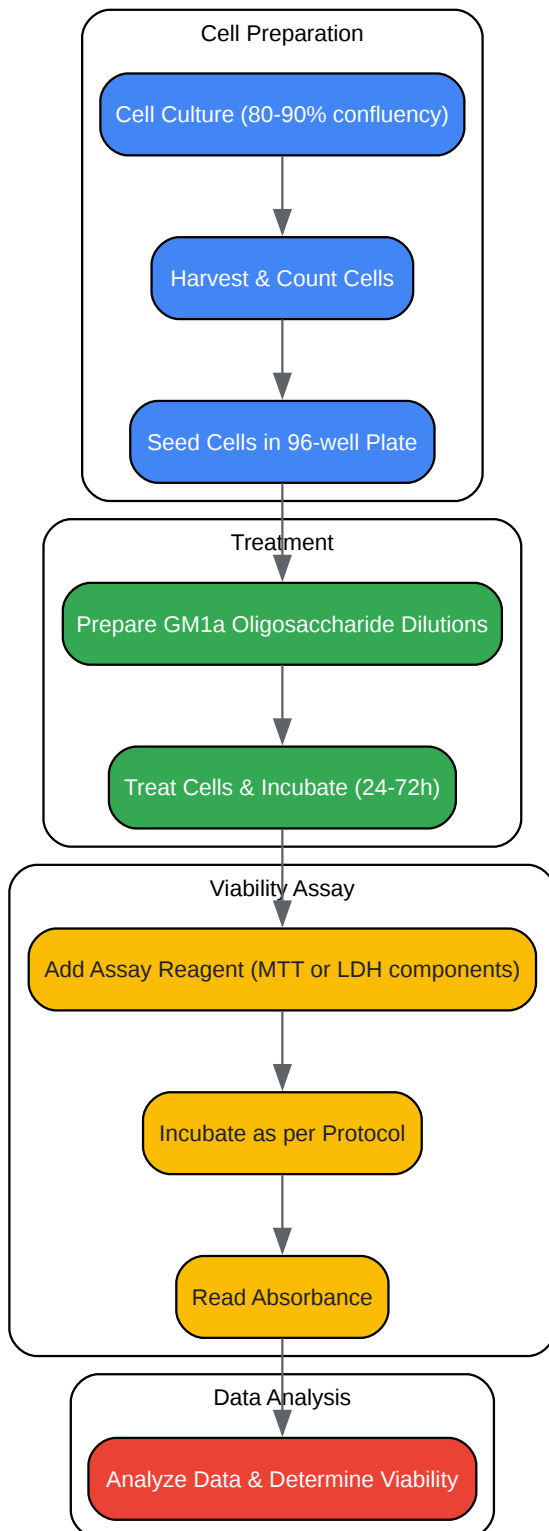 Cell Preparation
Cell Culture (80-90% confluency)
Harvest & Count Cells
Seed Cells in 96-well Plate
Treatment
Prepare GM1a Oligosaccharide Dilutions
Treat Cells & Incubate (24-72h)
Viability Assay
Add Assay Reagent (MTT or LDH components)
Incubate as per Protocol
Read Absorbance
Data Analysis
Analyze Data & Determine Viability